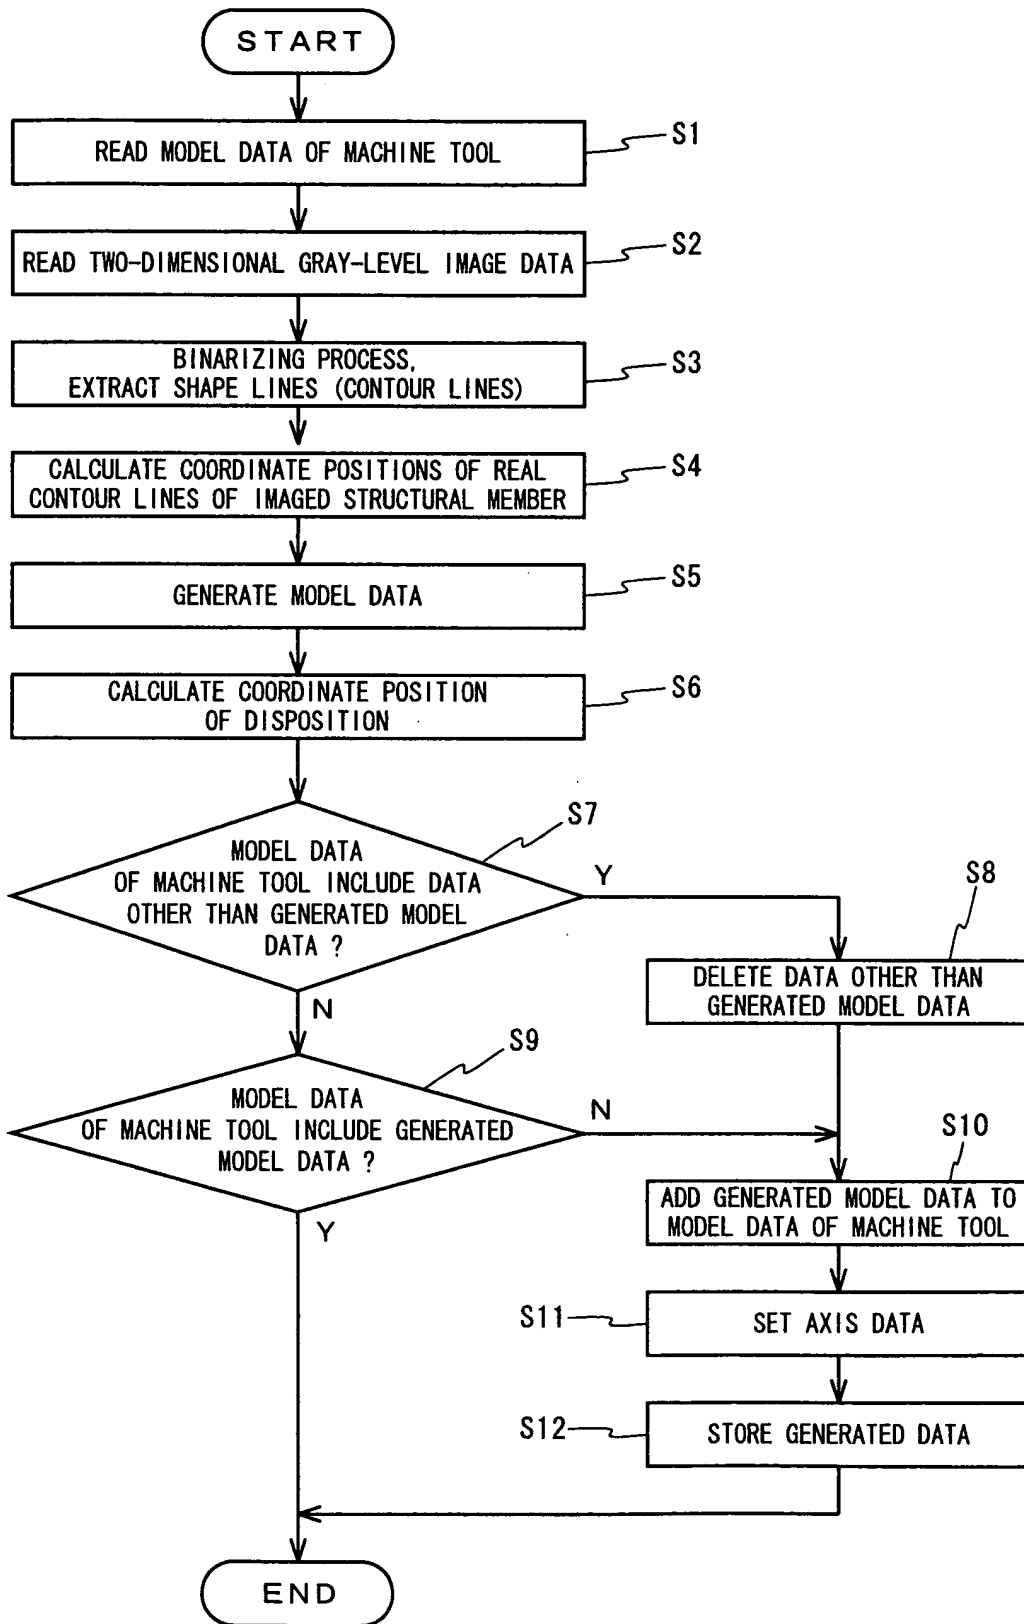 START
READ MODEL DATA OF MACHINE TOOL
S1
READ TWO-DIMENSIONAL GRAY-LEVEL IMAGE DATA
S2
BINARIZING PROCESS,
EXTRACT SHAPE LINES (CONTOUR LINES)
S3
CALCULATE COORDINATE POSITIONS OF REAL
CONTOUR LINES OF IMAGED STRUCTURAL MEMBER
S4
GENERATE MODEL DATA
S5
CALCULATE COORDINATE POSITION
OF DISPOSITION
S6
MODEL DATA
OF MACHINE TOOL INCLUDE DATA
OTHER THAN GENERATED MODEL
DATA ?
S7
Y
N
DELETE DATA OTHER THAN
GENERATED MODEL DATA
S8
MODEL DATA
OF MACHINE TOOL INCLUDE GENERATED
MODEL DATA ?
S9
N
Y
ADD GENERATED MODEL DATA TO
MODEL DATA OF MACHINE TOOL
S10
S11
SET AXIS DATA
S12
STORE GENERATED DATA
END